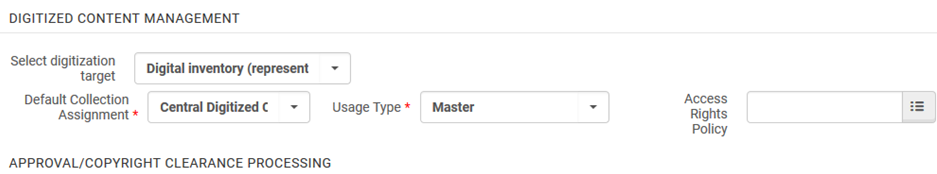 DIGITIZED CONTENT MANAGEMENT
Select digitization target
Digital inventory (represent
Default Collection Assignment *
Central Digitized C
Usage Type *
Master
Access Rights Policy
APPROVAL/COPYRIGHT CLEARANCE PROCESSING